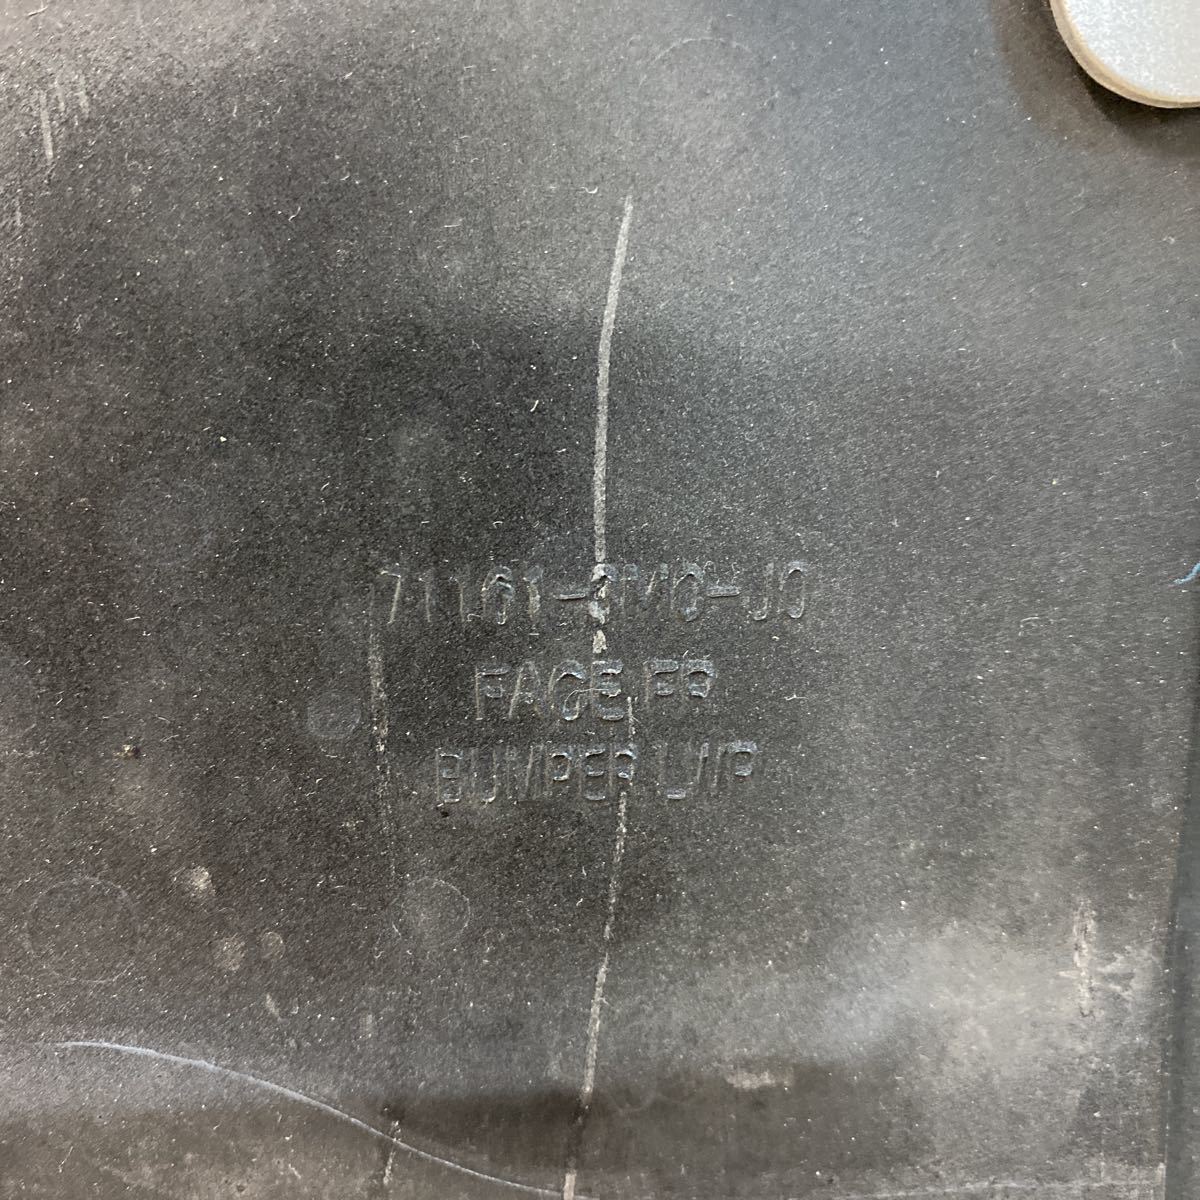 71161-3M0-J0
FACE FR
BUMPER LWR